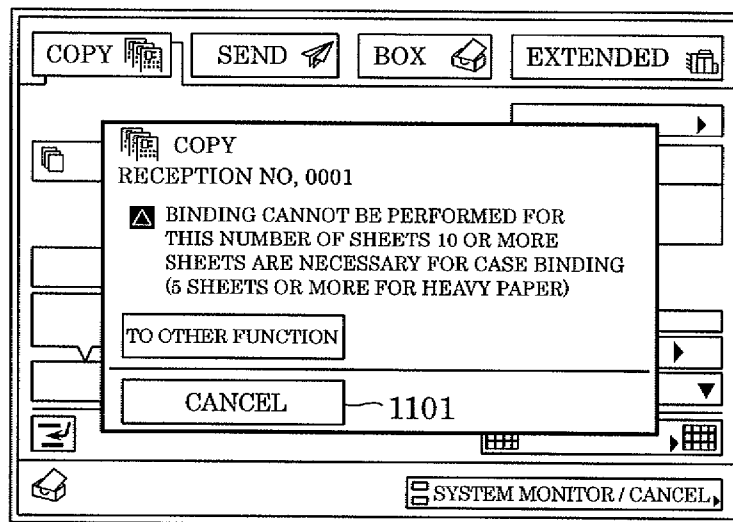 COPY SEND BOX EXTENDED
COPY
RECEPTION NO, 0001
BINDING CANNOT BE PERFORMED FOR
THIS NUMBER OF SHEETS 10 OR MORE
SHEETS ARE NECESSARY FOR CASE BINDING
(5 SHEETS OR MORE FOR HEAVY PAPER)
TO OTHER FUNCTION
CANCEL 1101
SYSTEM MONITOR / CANCEL